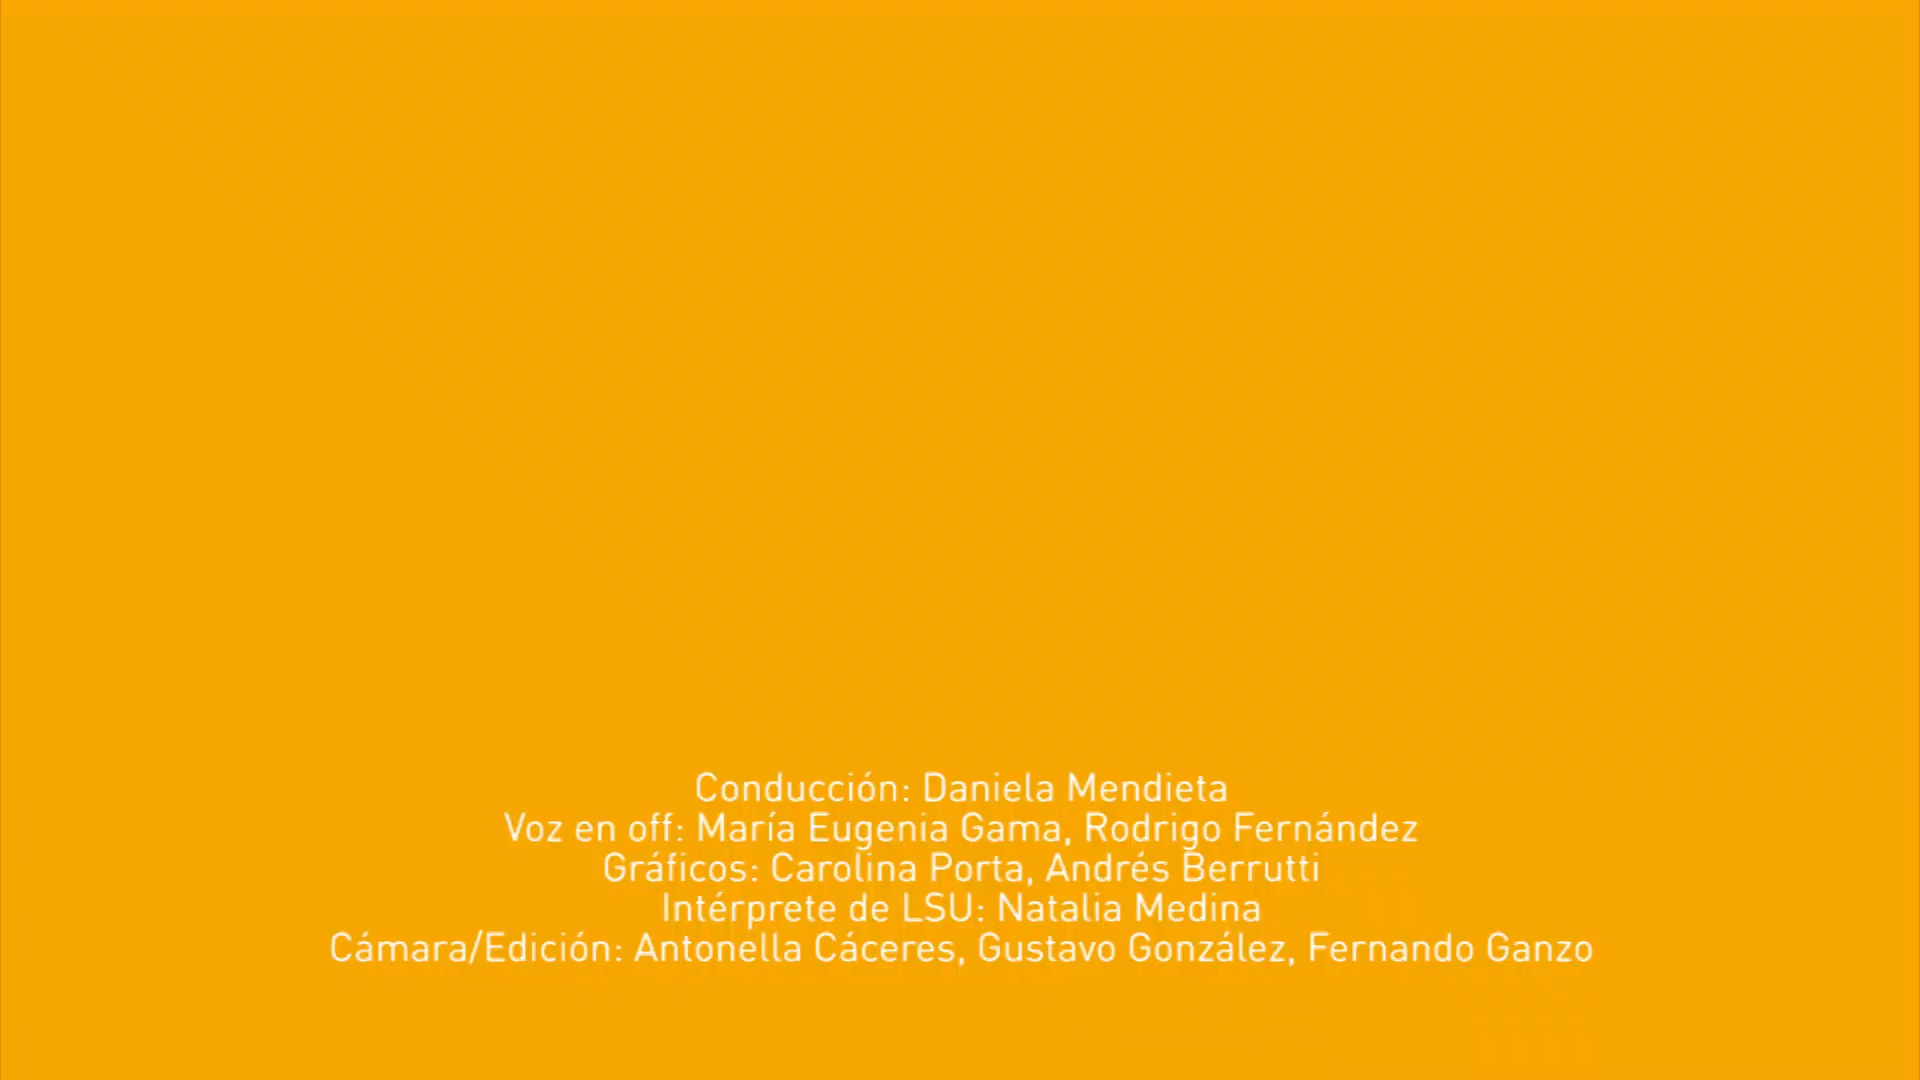 Conducción: Daniela Mendieta
Voz en off: María Eugenia Gama, Rodrigo Fernández
Gráficos: Carolina Porta, Andrés Berrutti
Intérprete de LSU: Natalia Medina
Cámara/Edición: Antonella Cáceres, Gustavo González, Fernando Ganzo